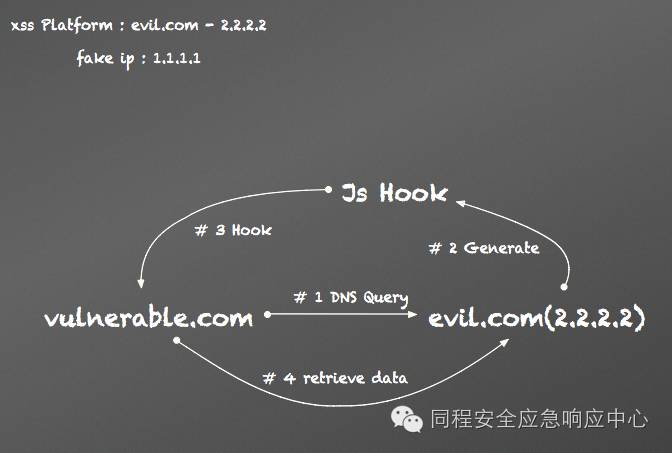 xss Platform : evil.com - 2.2.2.2
fake ip : 1.1.1.1
Js Hook
# 3 Hook
# 2 Generate
# 1 DNS Query
vulnerable.com
evil.com(2.2.2.2)
# 4 retrieve data
同程安全应急响应中心